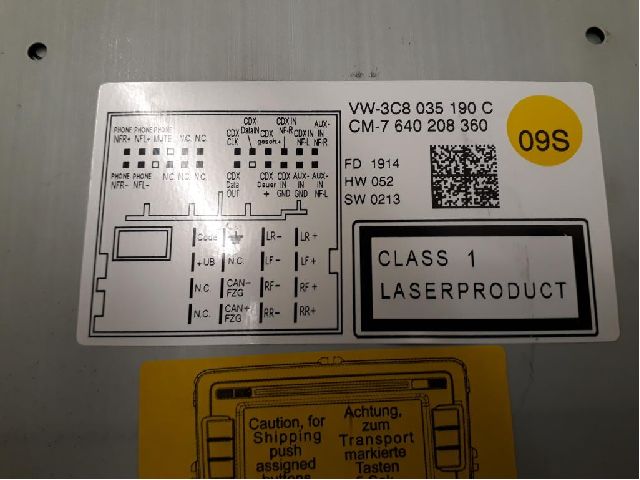 VW-3C8 035 190 C
CM-7 640 208 360
09S
FD 1914
HW 052
SW 0213
PHONE NFR+
PHONE NFL+
PHONE MUTE
N.C.
N.C.
CDX CLK
CDX DataIN
CDX gesch.+
CDX IN NF-R
CDX IN NF-L
AUX- IN NF-R
PHONE NFR-
PHONE NFL-
N.C.
N.C.
N.C.
CDX Data OUT
CDX Dauer +
CDX IN GND
AUX- IN GND
AUX- IN NF-L
Code LR- LR+
+UB N.C. LF- LF+
N.C. CAN- FZG RF- RF+
N.C. CAN+ FZG RR- RR+
CLASS 1
LASERPRODUCT
Caution, for
Shipping
push
assigned
buttons
Achtung,
zum
Transport
markierte
Tasten